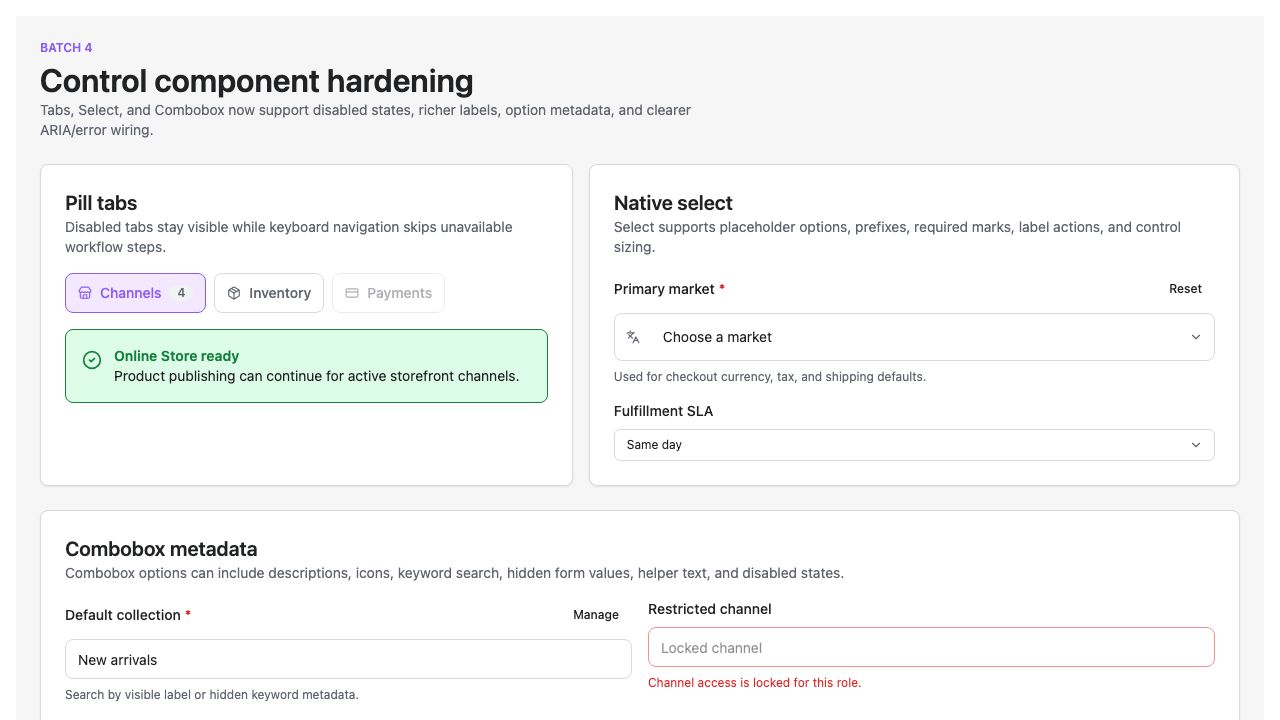 BATCH 4
Control component hardening
Tabs, Select, and Combobox now support disabled states, richer labels, option metadata, and clearer
ARIA/error wiring.
Pill tabs
Disabled tabs stay visible while keyboard navigation skips unavailable
workflow steps.
Channels 4 Inventory Payments
Online Store ready
Product publishing can continue for active storefront channels.
Native select
Select supports placeholder options, prefixes, required marks, label actions, and control
sizing.
Primary market * Reset
Choose a market
Used for checkout currency, tax, and shipping defaults.
Fulfillment SLA
Same day
Combobox metadata
Combobox options can include descriptions, icons, keyword search, hidden form values, helper text, and disabled states.
Default collection * Manage
New arrivals
Search by visible label or hidden keyword metadata.
Restricted channel
Locked channel
Channel access is locked for this role.